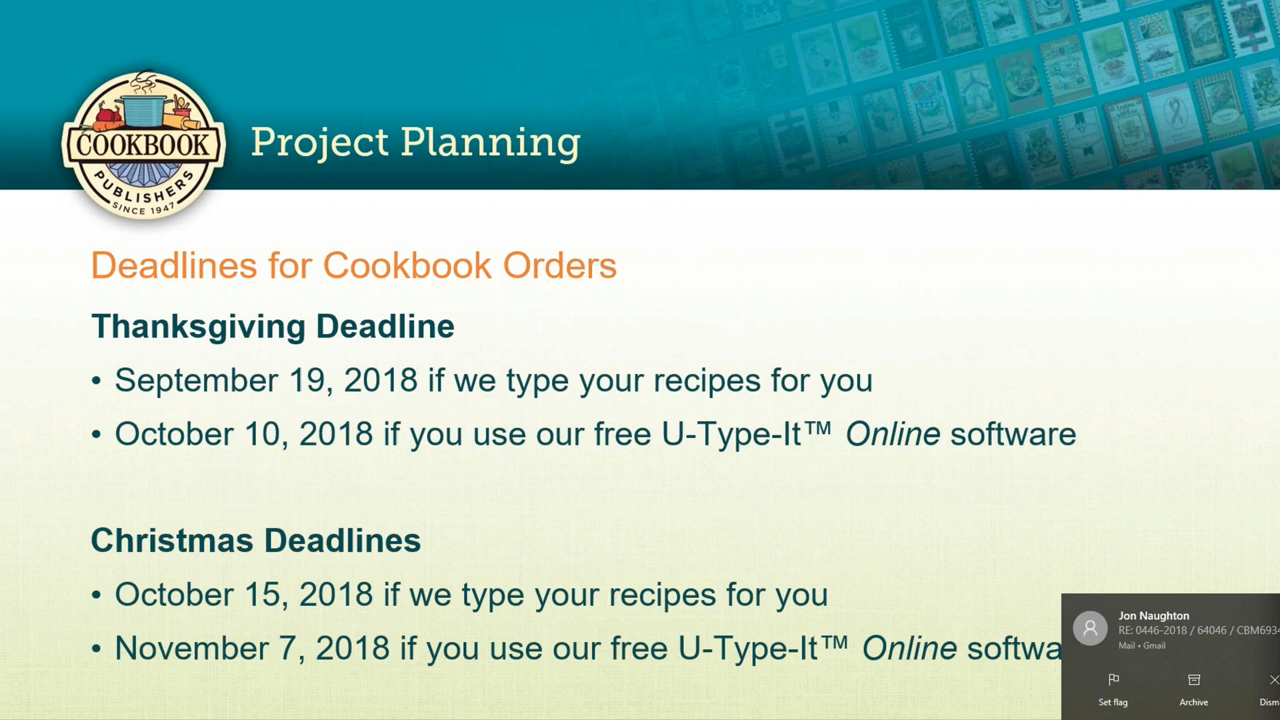 COOKBOOK
PUBLISHERS
SINCE 1947
Project Planning
Deadlines for Cookbook Orders
Thanksgiving Deadline
• September 19, 2018 if we type your recipes for you
• October 10, 2018 if you use our free U-Type-It™ Online software
Christmas Deadlines
• October 15, 2018 if we type your recipes for you
• November 7, 2018 if you use our free U-Type-It™ Online softwa
Jon Naughton
RE: 0446-2018 / 64046 / CBM6934
Mail • Gmail
Set flag
Archive
Dism